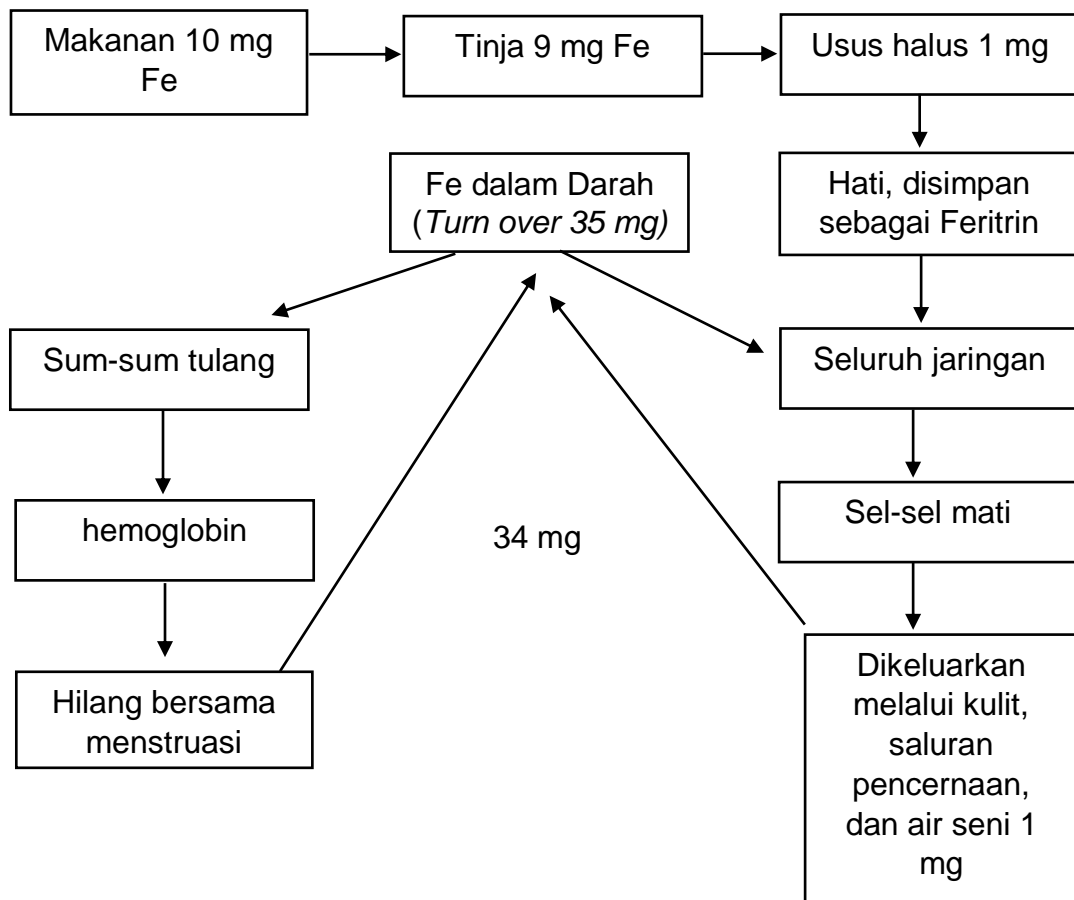 Makanan 10 mg
Fe
Tinja 9 mg Fe
Usus halus 1 mg
Fe dalam Darah
(Turn over 35 mg)
Hati, disimpan
sebagai Feritrin
Sum-sum tulang
Seluruh jaringan
hemoglobin
34 mg
Sel-sel mati
Hilang bersama
menstruasi
Dikeluarkan
melalui kulit,
saluran
pencernaan,
dan air seni 1
mg